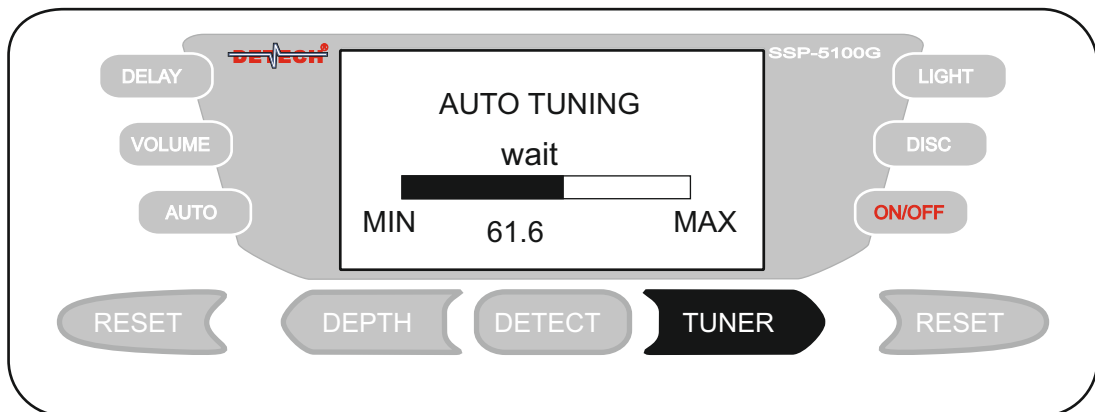 DETECH®
SSP-5100G
DELAY
LIGHT
AUTO TUNING
VOLUME
wait
DISC
AUTO
MIN
61.6
MAX
ON/OFF
RESET
DEPTH
DETECT
TUNER
RESET